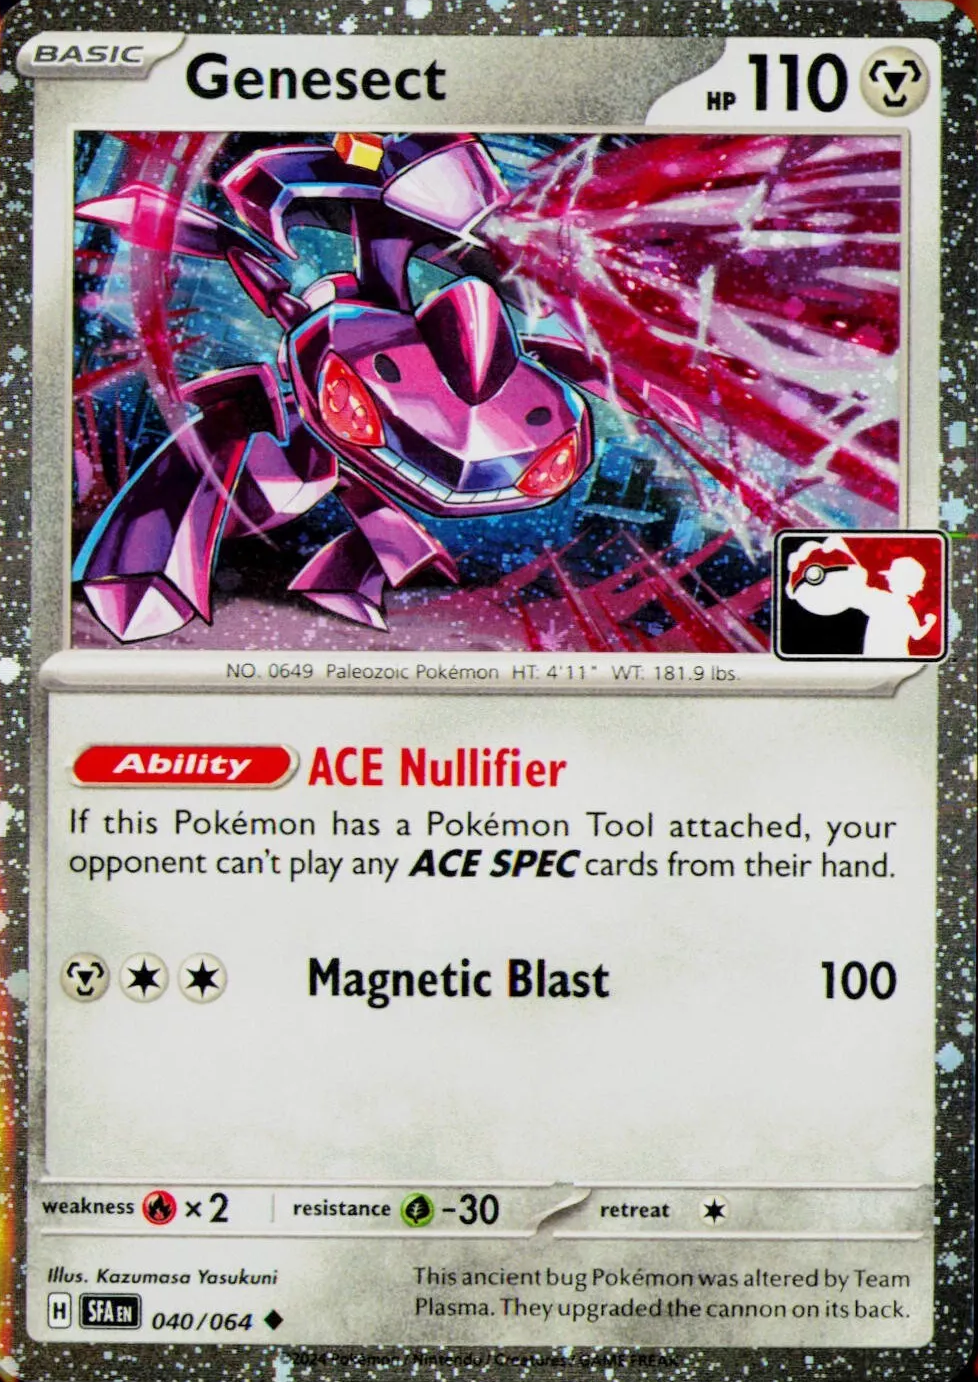 BASIC
Genesect
HP 110
NO. 0649 Paleozoic Pokémon HT: 4'11" WT: 181.9 lbs.
Ability ACE Nullifier
If this Pokémon has a Pokémon Tool attached, your
opponent can't play any ACE SPEC cards from their hand.
Magnetic Blast 100
weakness ×2 resistance -30 retreat
Illus. Kazumasa Yasukuni
This ancient bug Pokémon was altered by Team
Plasma. They upgraded the cannon on its back.
H SFA EN 040/064
©2024 Pokémon / Nintendo / Creatures / GAME FREAK